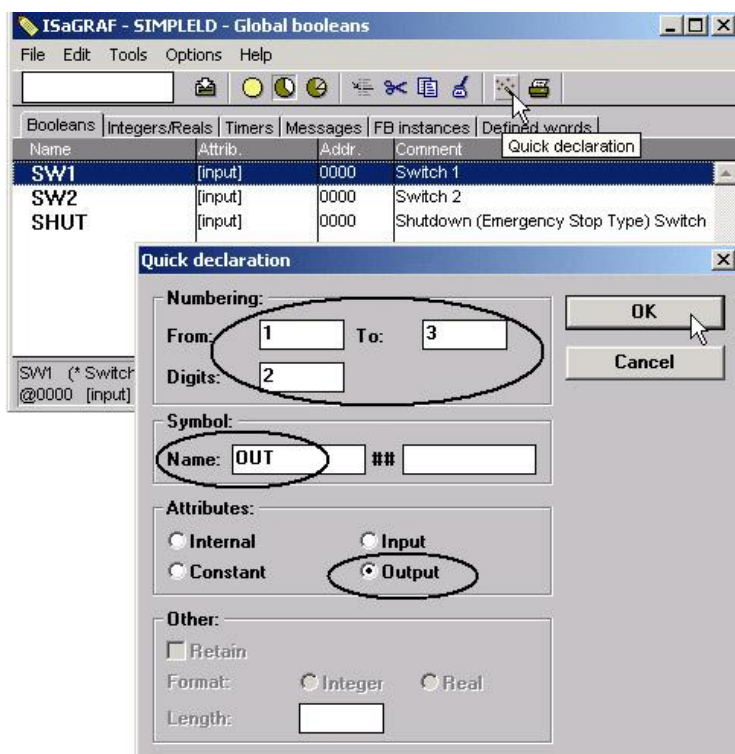 ISaGRAF - SIMPLELD - Global booleans
File Edit Tools Options Help
Booleans Integers/Reals Timers Messages FB instances Defined words
Quick declaration
Name Attrib. Addr. Comment
SW1 [input] 0000 Switch 1
SW2 [input] 0000 Switch 2
SHUT [input] 0000 Shutdown (Emergency Stop Type) Switch
SW1 (* Switch
@0000 [input]
Quick declaration
Numbering:
From: 1 To: 3
Digits: 2
OK
Cancel
Symbol:
Name: OUT ##
Attributes:
Internal Input
Constant Output
Other:
Retain
Format: Integer Real
Length: